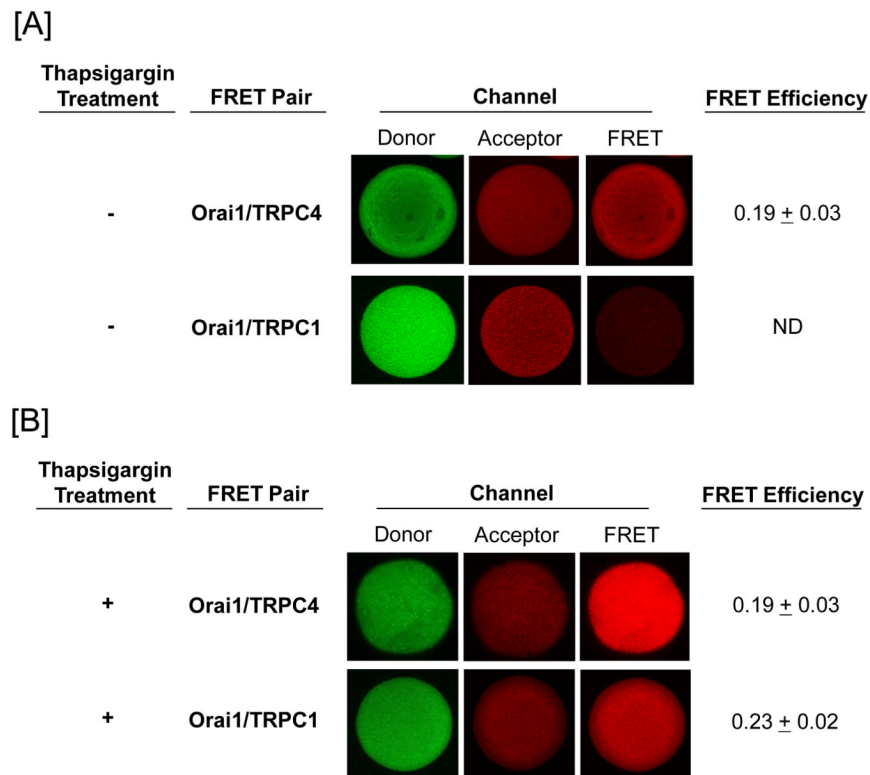 [A]
Thapsigargin
Treatment FRET Pair Channel FRET Efficiency
Donor Acceptor FRET
- Orai1/TRPC4 0.19 ± 0.03
- Orai1/TRPC1 ND
[B]
Thapsigargin
Treatment FRET Pair Channel FRET Efficiency
Donor Acceptor FRET
+ Orai1/TRPC4 0.19 ± 0.03
+ Orai1/TRPC1 0.23 ± 0.02